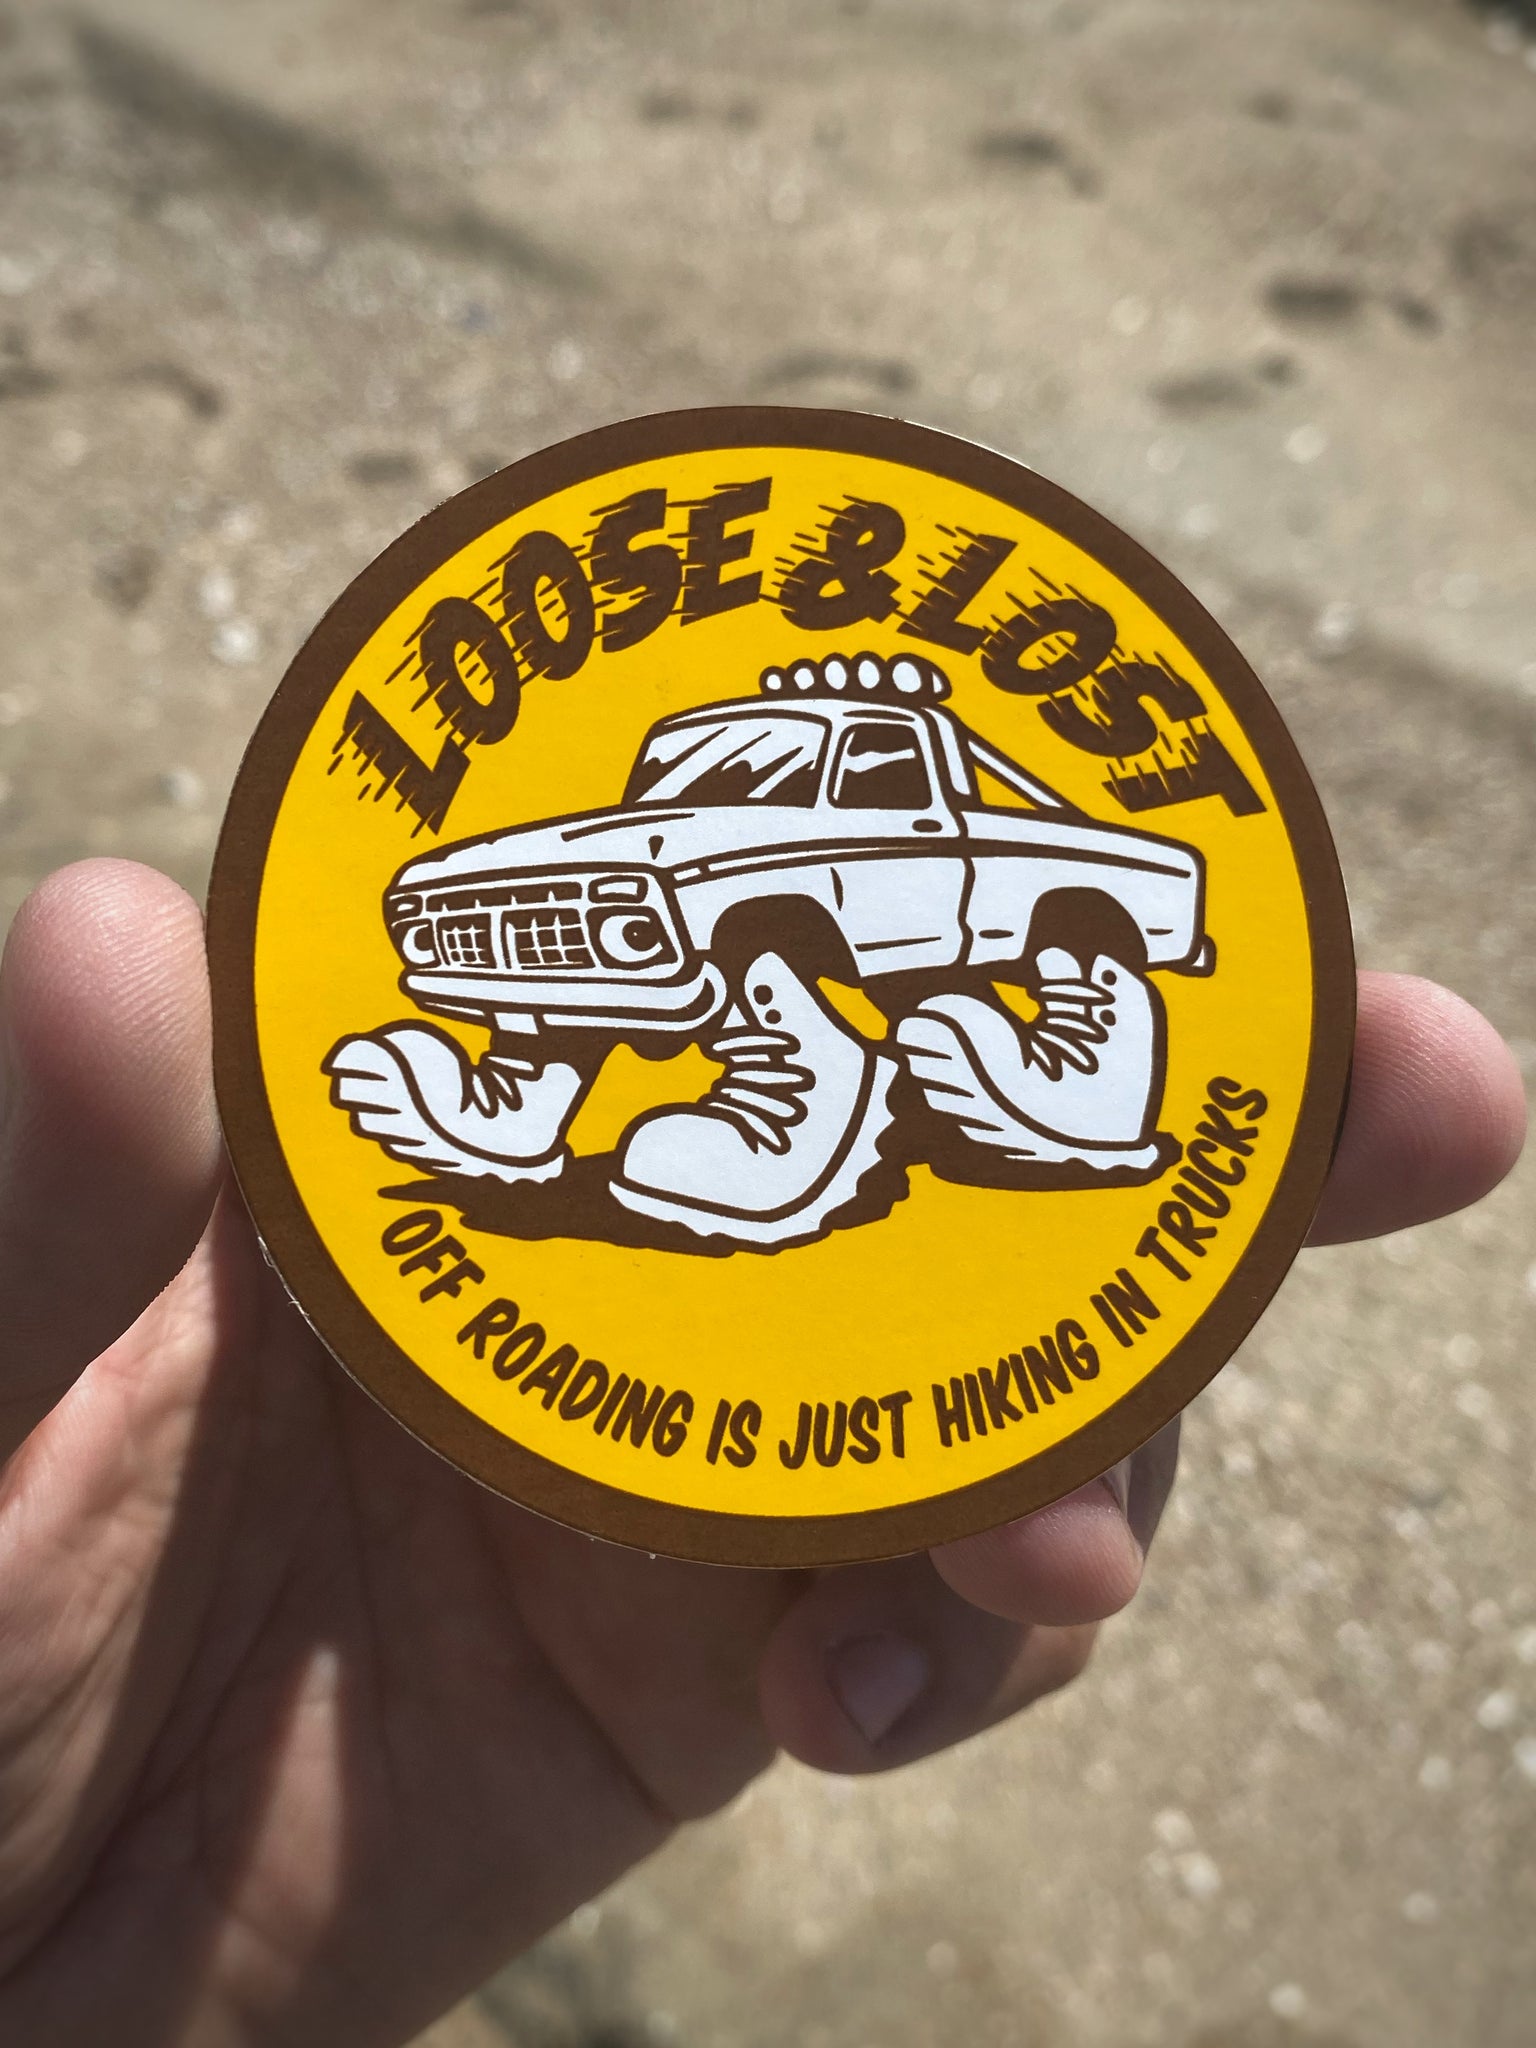 LOOSE & LOST
OFF ROADING IS JUST HIKING IN TRUCKS